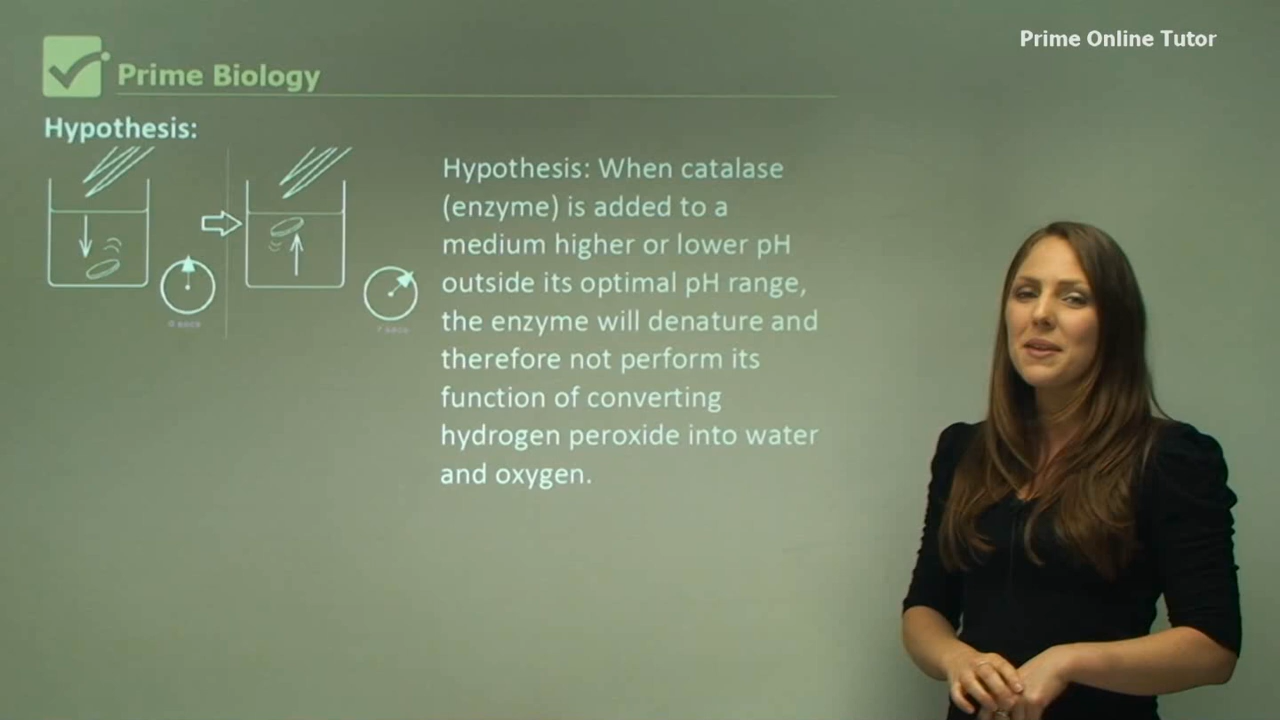 Prime Online Tutor
Prime Biology
Hypothesis:
Hypothesis: When catalase
(enzyme) is added to a
medium higher or lower pH
outside its optimal pH range,
the enzyme will denature and
therefore not perform its
function of converting
hydrogen peroxide into water
and oxygen.